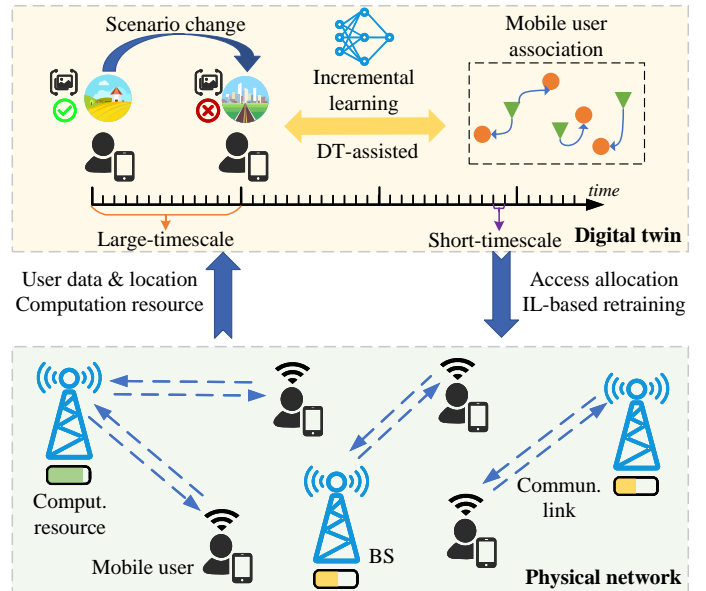 Scenario change
Incremental
learning
DT-assisted
Mobile user
association
time
Large-timescale
Short-timescale
Digital twin
User data & location
Computation resource
Access allocation
IL-based retraining
Comput.
resource
Mobile user
BS
Commun.
link
Physical network